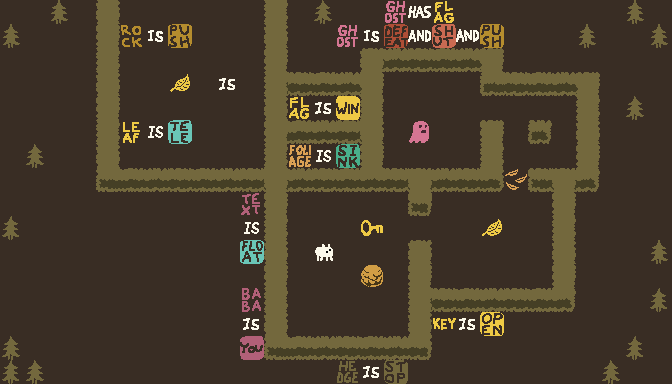 GHOST HAS FLAG
GHOST IS DEFEAT AND SHUT AND PUSH
ROCK IS PUSH
IS
FLAG IS WIN
LEAF IS TELE
FOLIAGE IS SINK
TEXT
IS
FLOAT
BABA
IS
YOU
KEY IS OPEN
HEDGE IS STOP